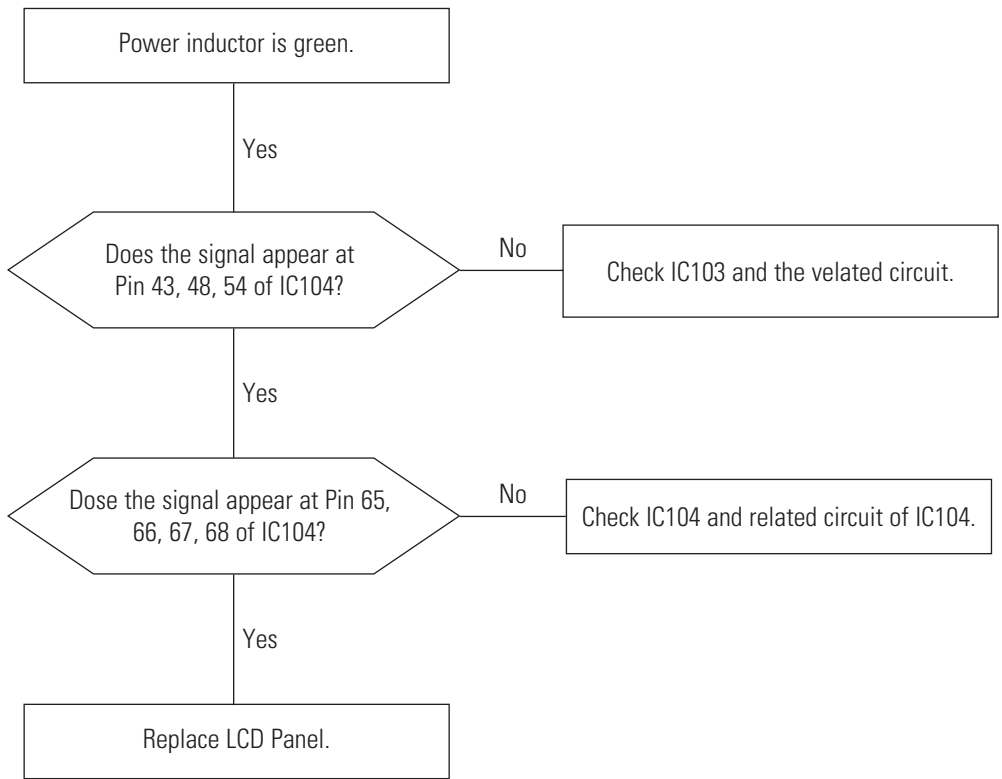 Power inductor is green.
Yes
Does the signal appear at
Pin 43, 48, 54 of IC104?
No
Check IC103 and the velated circuit.
Yes
Dose the signal appear at Pin 65,
66, 67, 68 of IC104?
No
Check IC104 and related circuit of IC104.
Yes
Replace LCD Panel.